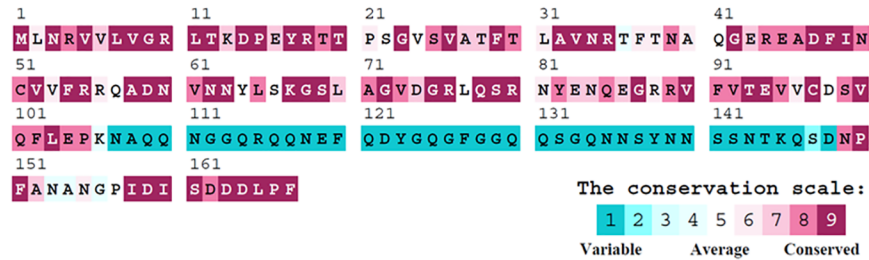 1 11 21 31 41
MLNRVVLVGR LTKDPEYRTT PSGVSVATFT LAVNRTFTNA QGEREADFIN
51 61 71 81 91
CVVFRRQADN VNNYLSKGSL AGVDGRLQSR NYENQEGRRV FVTEVVCDSV
101 111 121 131 141
QFLEPKNAQQ NGGQRQQNEF QDYGQGFGGQ QSGQNNSYNN SSNTKQSDNP
151 161
FANANGPIDI SDDDLPF
The conservation scale:
1 2 3 4 5 6 7 8 9
Variable Average Conserved